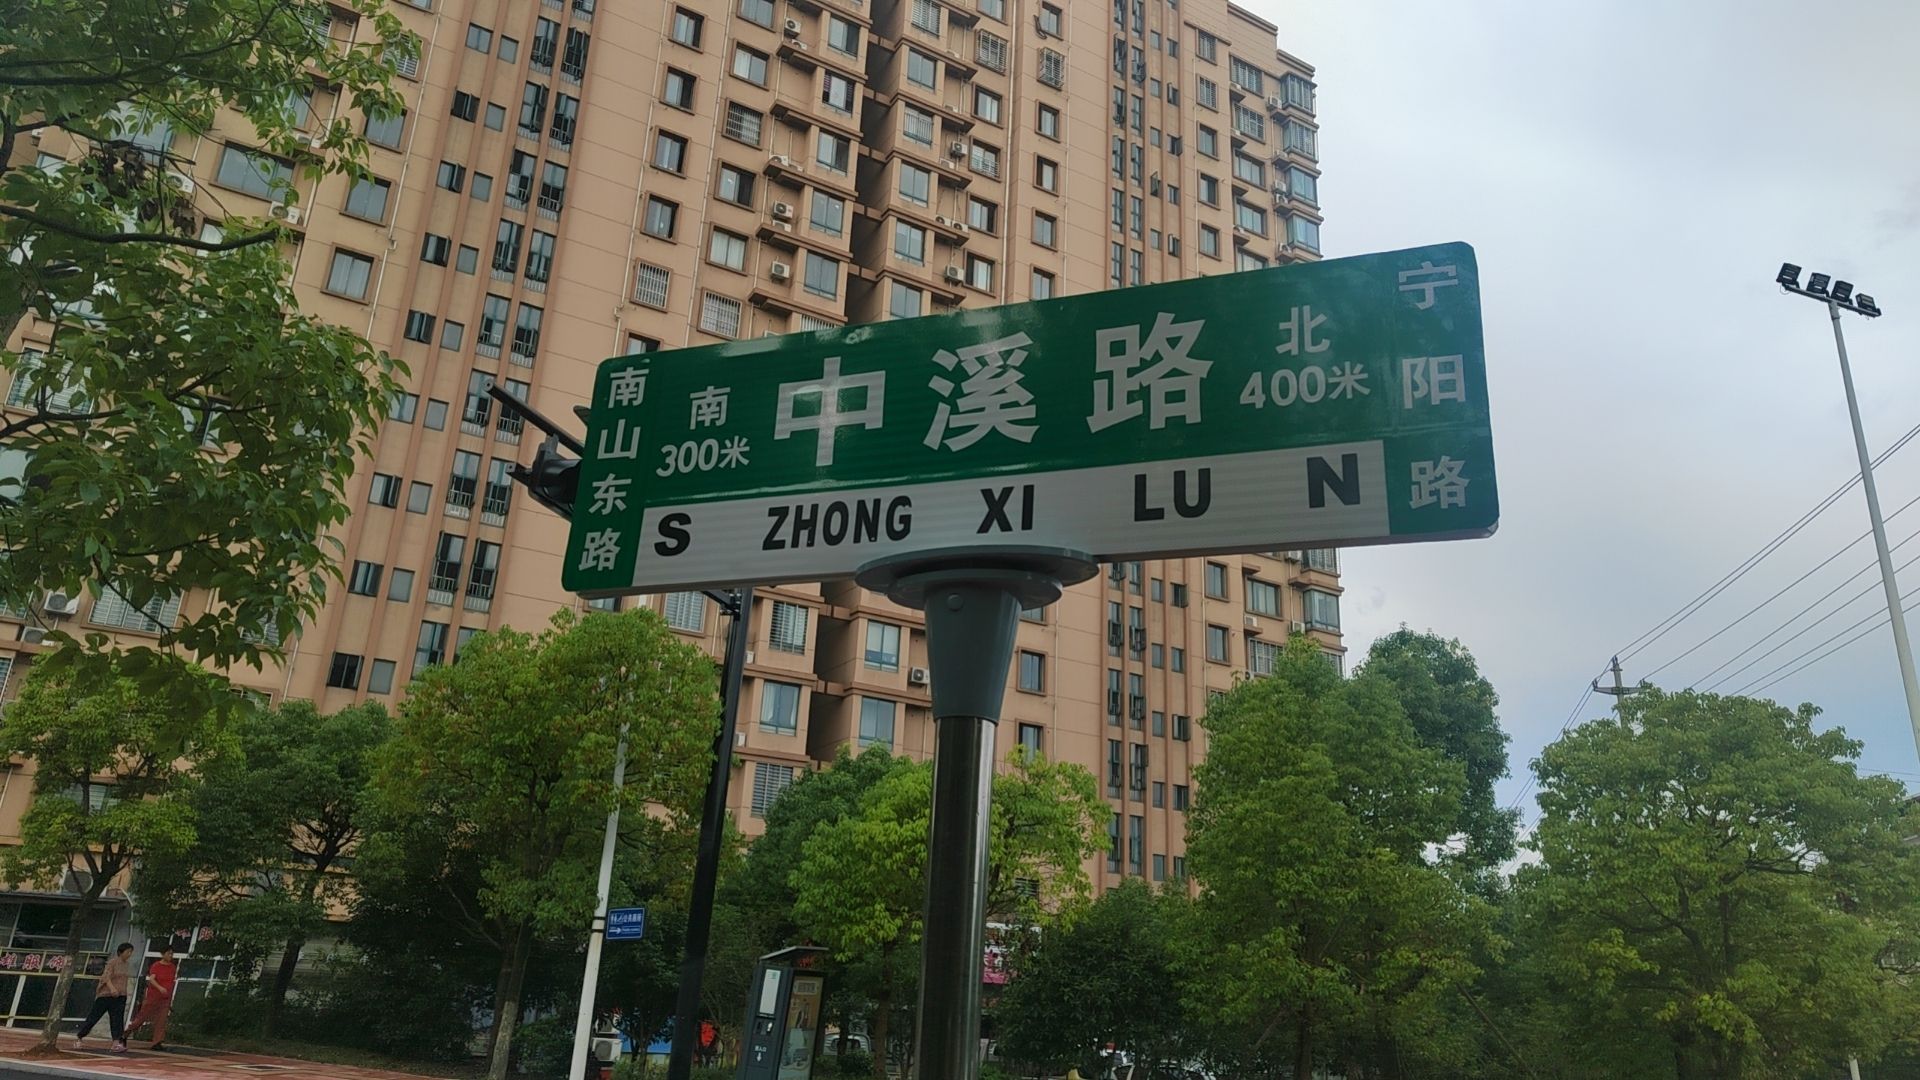 南山东路
南
300米
中溪路
北
400米
宁阳路
S ZHONG XI LU N